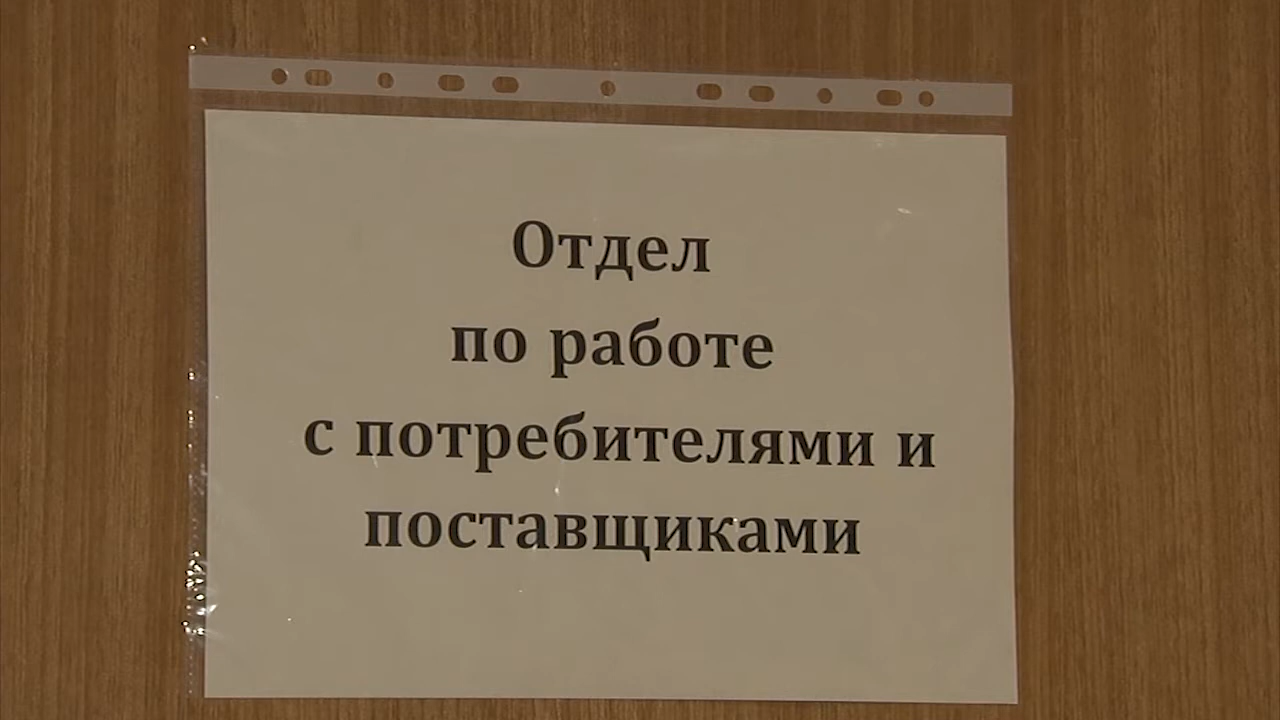 Отдел
по работе
с потребителями и
поставщиками